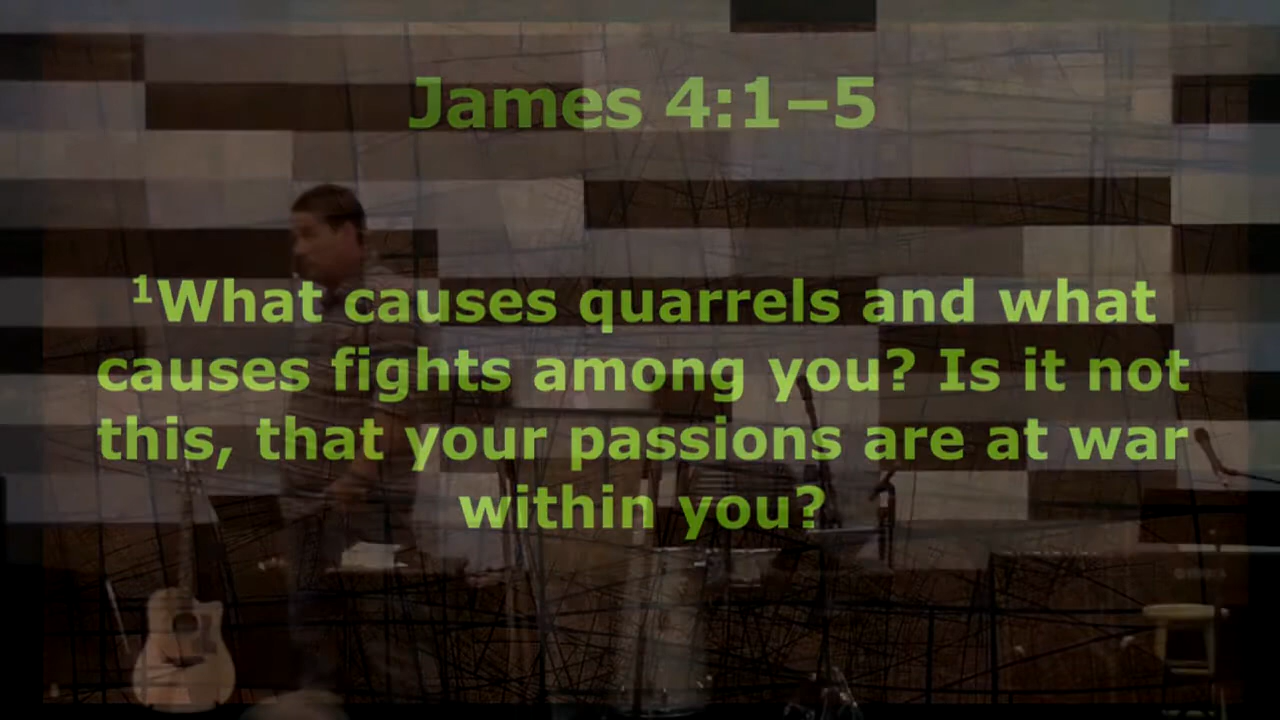 James 4:1–5
¹What causes quarrels and what
causes fights among you? Is it not
this, that your passions are at war
within you?